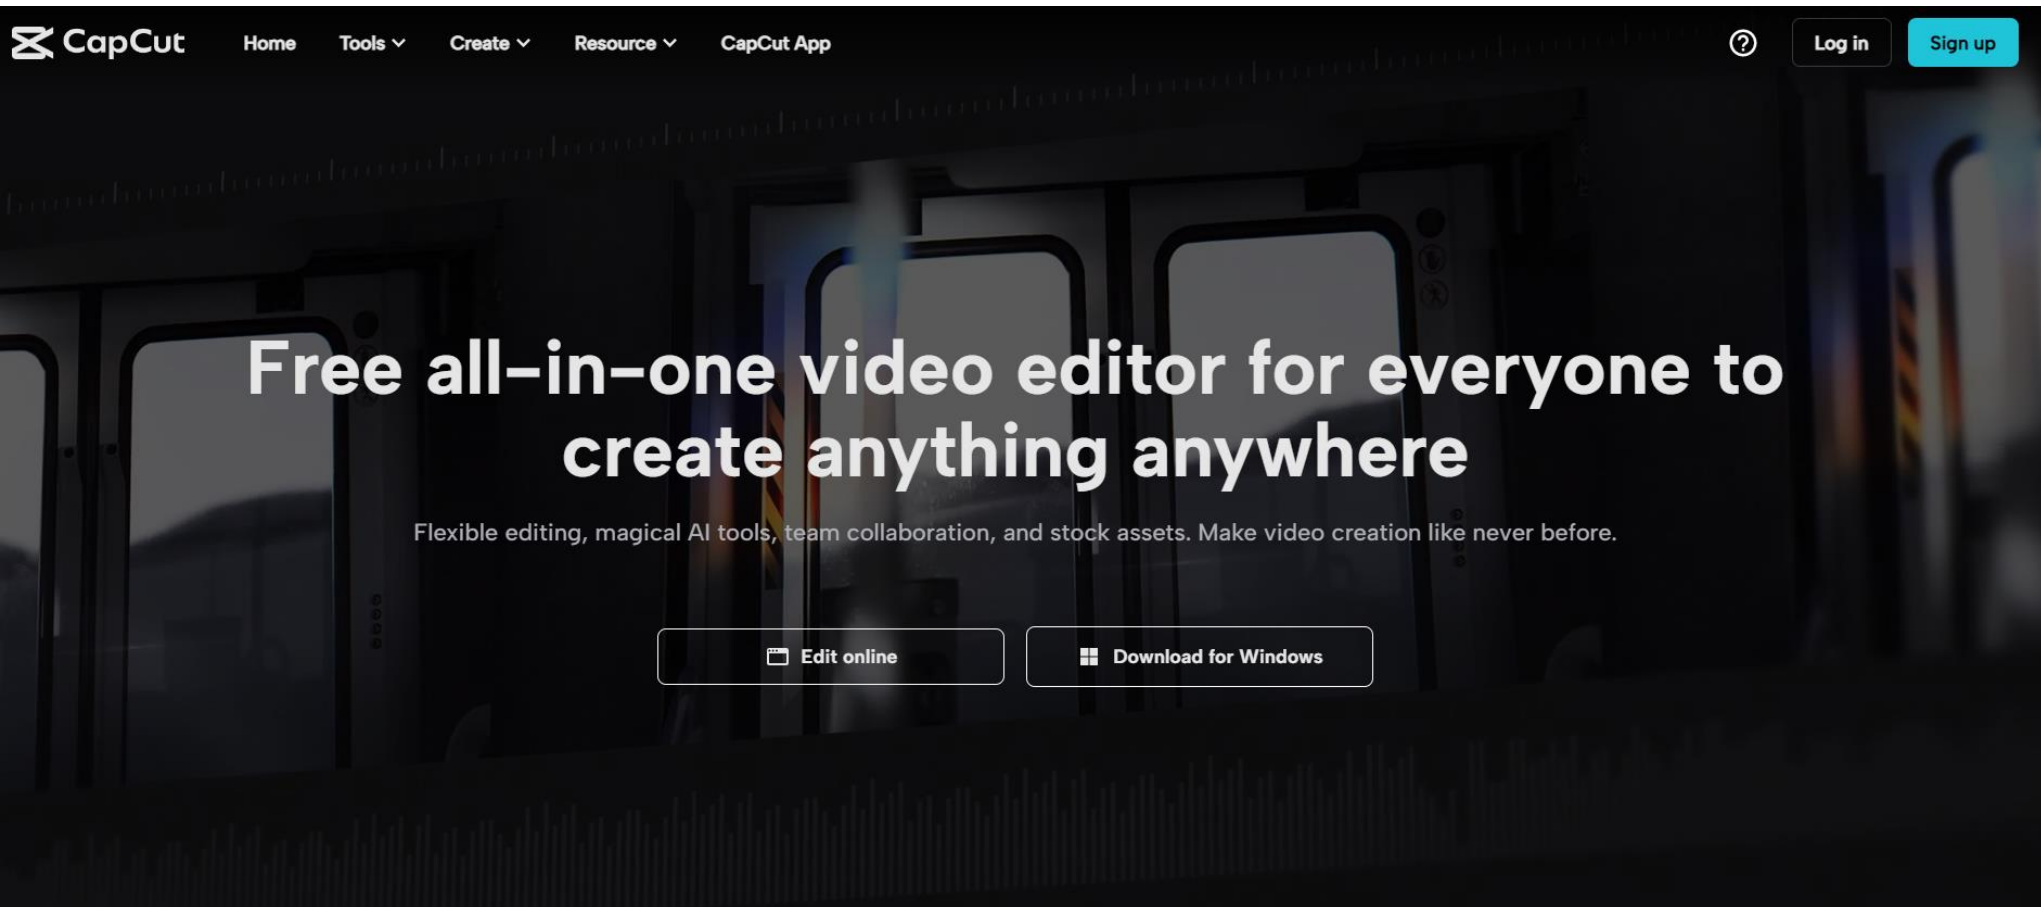 CapCut
Home
Tools
Create
Resource
CapCut App
Log in
Sign up
Free all-in-one video editor for everyone to
create anything anywhere
Flexible editing, magical AI tools, team collaboration, and stock assets. Make video creation like never before.
Edit online
Download for Windows